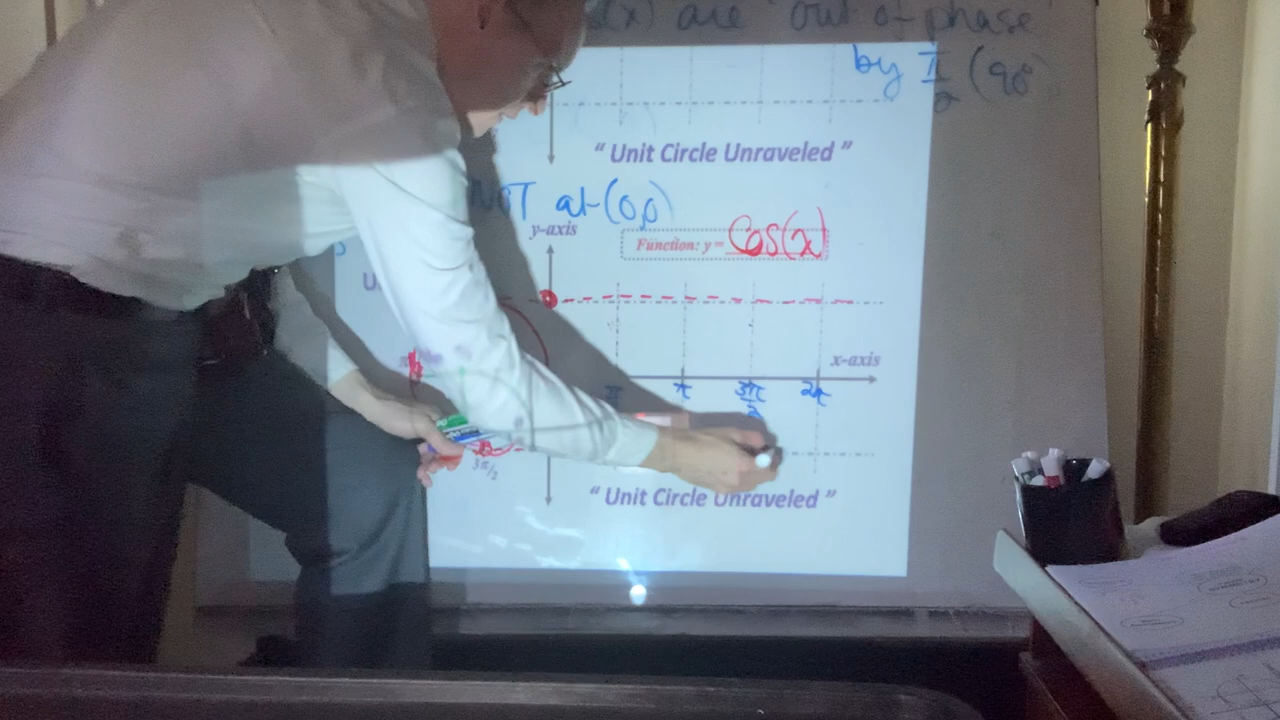 (x) are "out of phase"
by π/2 (90°
" Unit Circle Unraveled "
NOT at (0,0)
y-axis
Function: y = Cos(x)
x-axis
π 3π/2 2π
3π/2
" Unit Circle Unraveled "